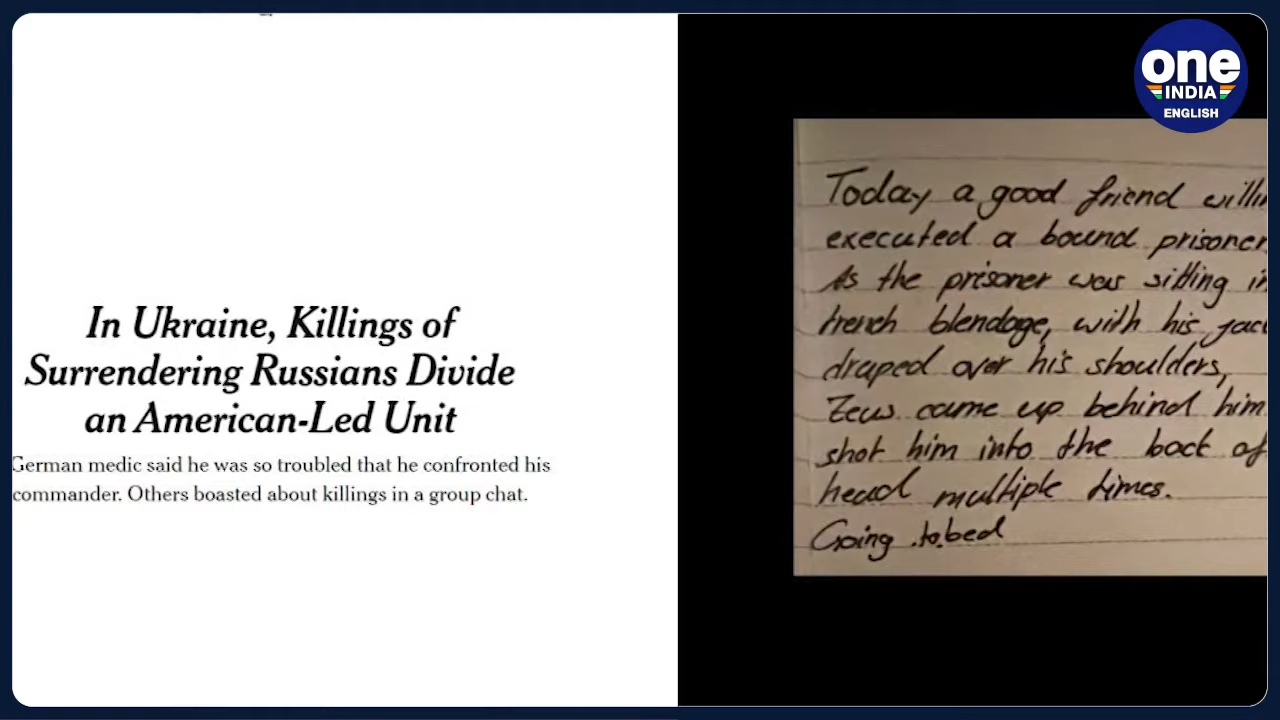 In Ukraine, Killings of
Surrendering Russians Divide
an American-Led Unit
German medic said he was so troubled that he confronted his
commander. Others boasted about killings in a group chat.
one
INDIA
ENGLISH
Today a good friend
executed a bound prisoner
As the prisoner was sitting
trench blendage, with his
draped over his shoulders,
Zeus came up behind him
shot him into the back of
head multiple times.
Going to bed